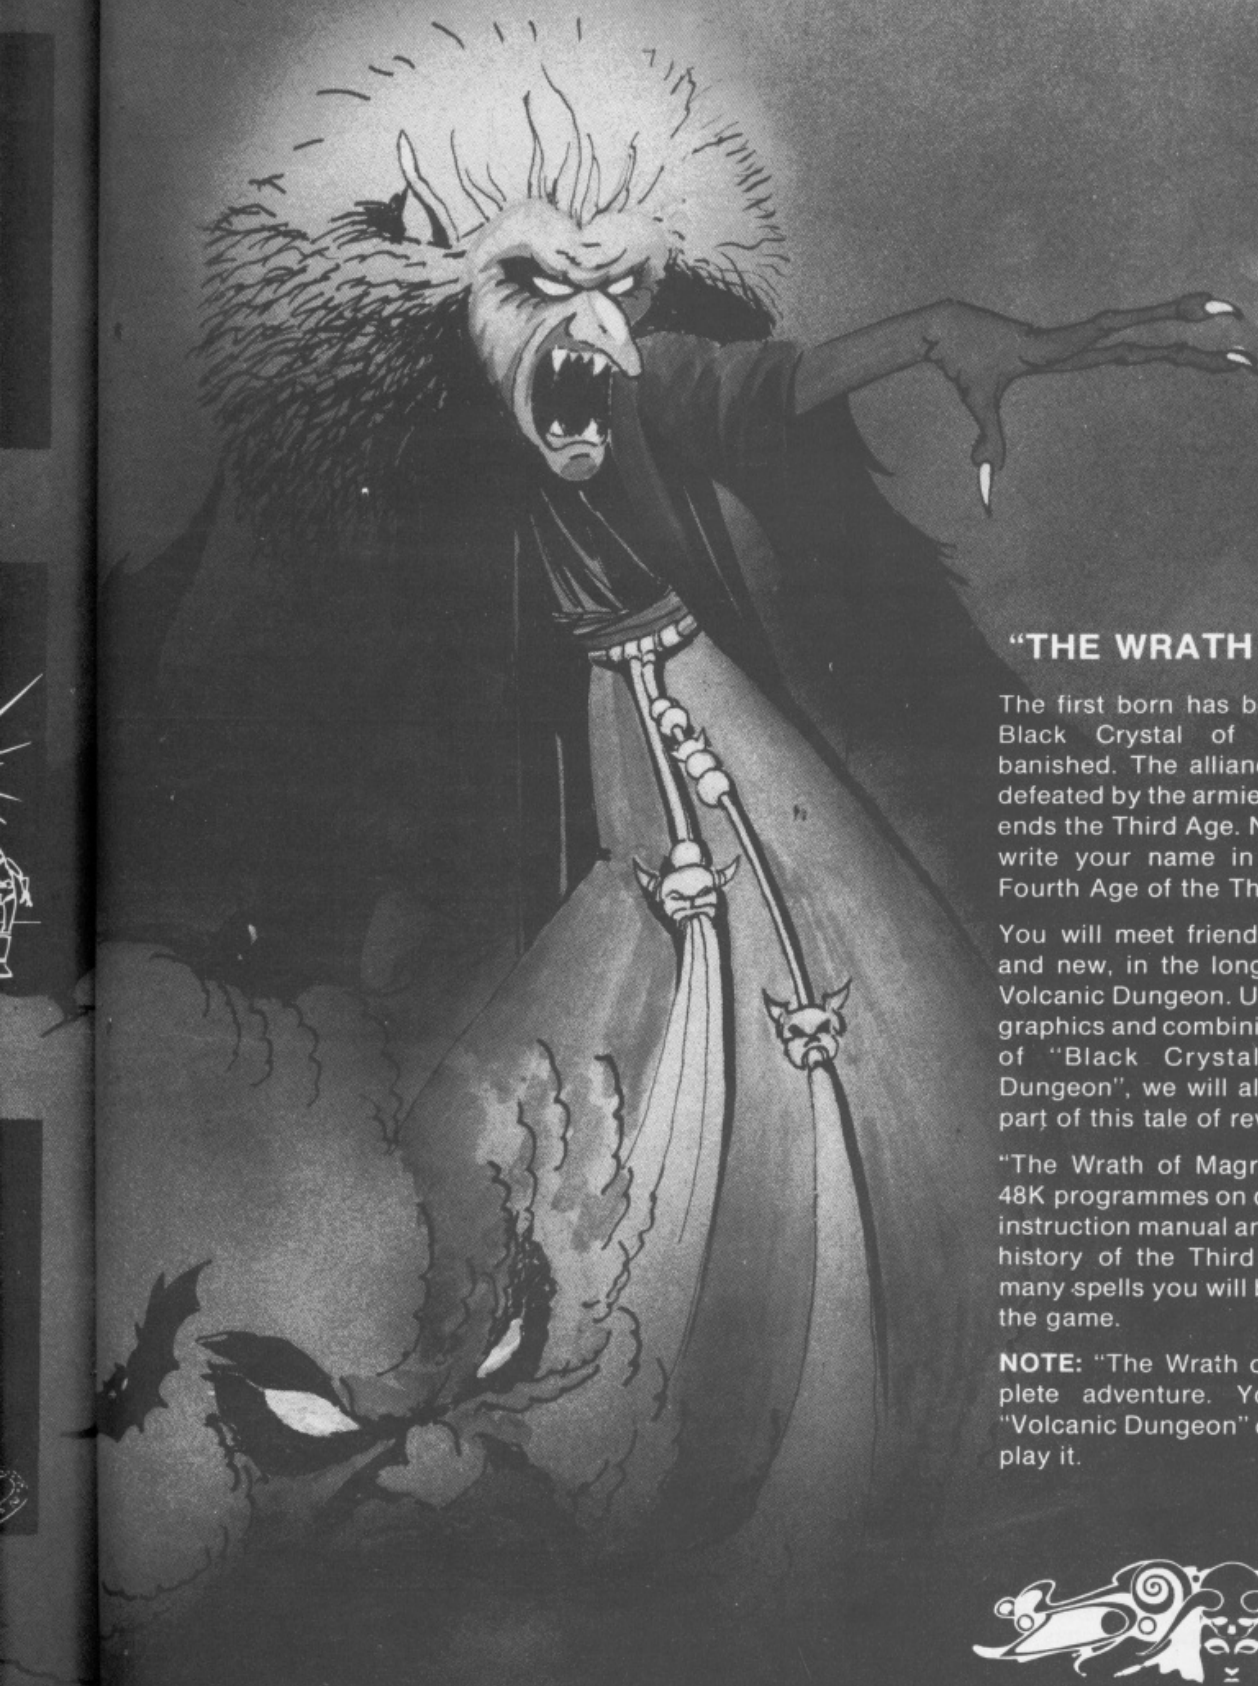 “THE WRATH
The first born has b
Black Crystal of
banished. The allianc
defeated by the armie
ends the Third Age. N
write your name in
Fourth Age of the Th
You will meet friend
and new, in the long
Volcanic Dungeon. U
graphics and combini
of “Black Crystal
Dungeon”, we will al
part of this tale of rev
“The Wrath of Magr
48K programmes on c
instruction manual an
history of the Third
many spells you will b
the game.
NOTE: “The Wrath o
plete adventure. Yo
“Volcanic Dungeon” o
play it.